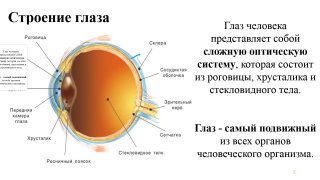 Строение глаза
Роговица
Склера
Сосудистая
оболочка
Зрительный
нерв
Сетчатка
Стекловидное тело
Ресничный поясок
Хрусталик
Передняя
камера
глаза
Глаз человека
представляет собой
сложную оптическую
систему, которая состоит
из роговицы, хрусталика и
стекловидного тела.
Глаз - самый подвижный
из всех органов
человеческого организма.